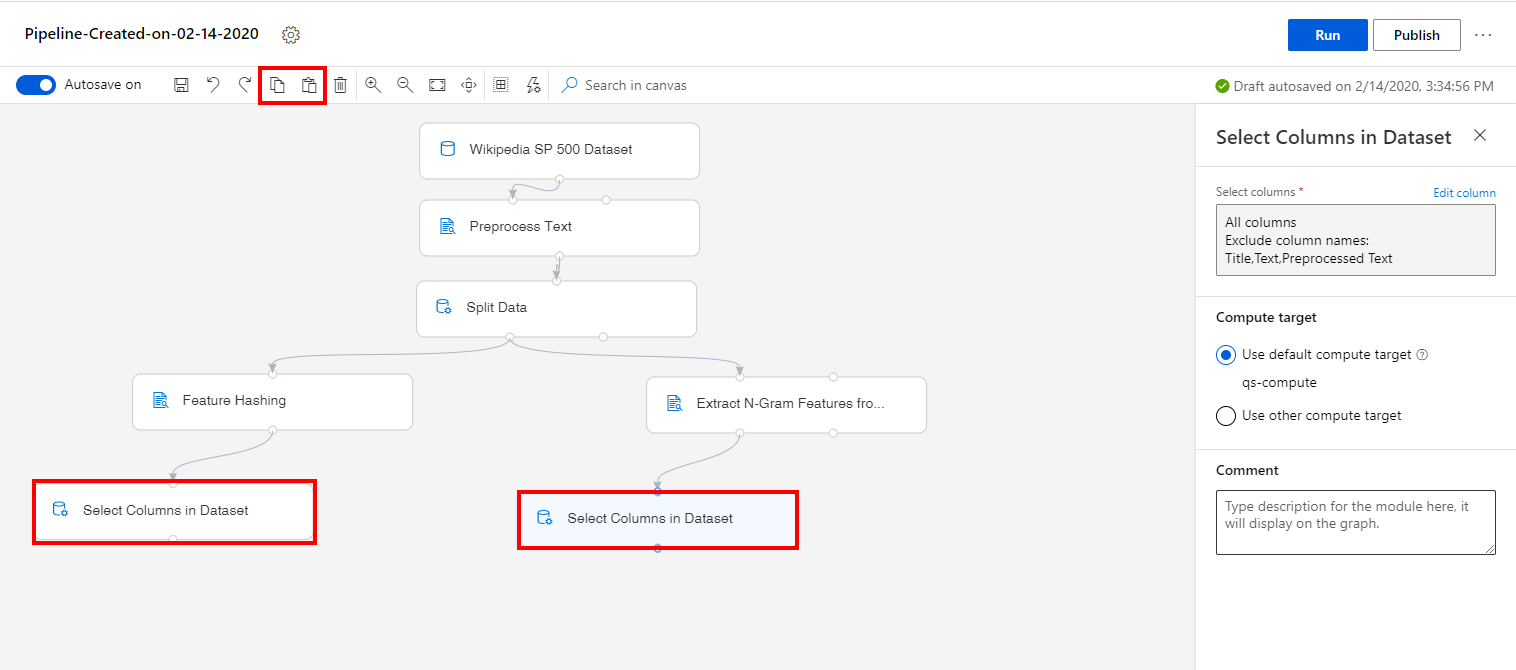 Pipeline-Created-on-02-14-2020
Run
Publish
Autosave on
Search in canvas
Draft autosaved on 2/14/2020, 3:34:56 PM
Wikipedia SP 500 Dataset
Preprocess Text
Split Data
Feature Hashing
Extract N-Gram Features fro...
Select Columns in Dataset
Select Columns in Dataset
Select Columns in Dataset
Select columns *
Edit column
All columns
Exclude column names:
Title,Text,Preprocessed Text
Compute target
Use default compute target
qs-compute
Use other compute target
Comment
Type description for the module here, it
will display on the graph.